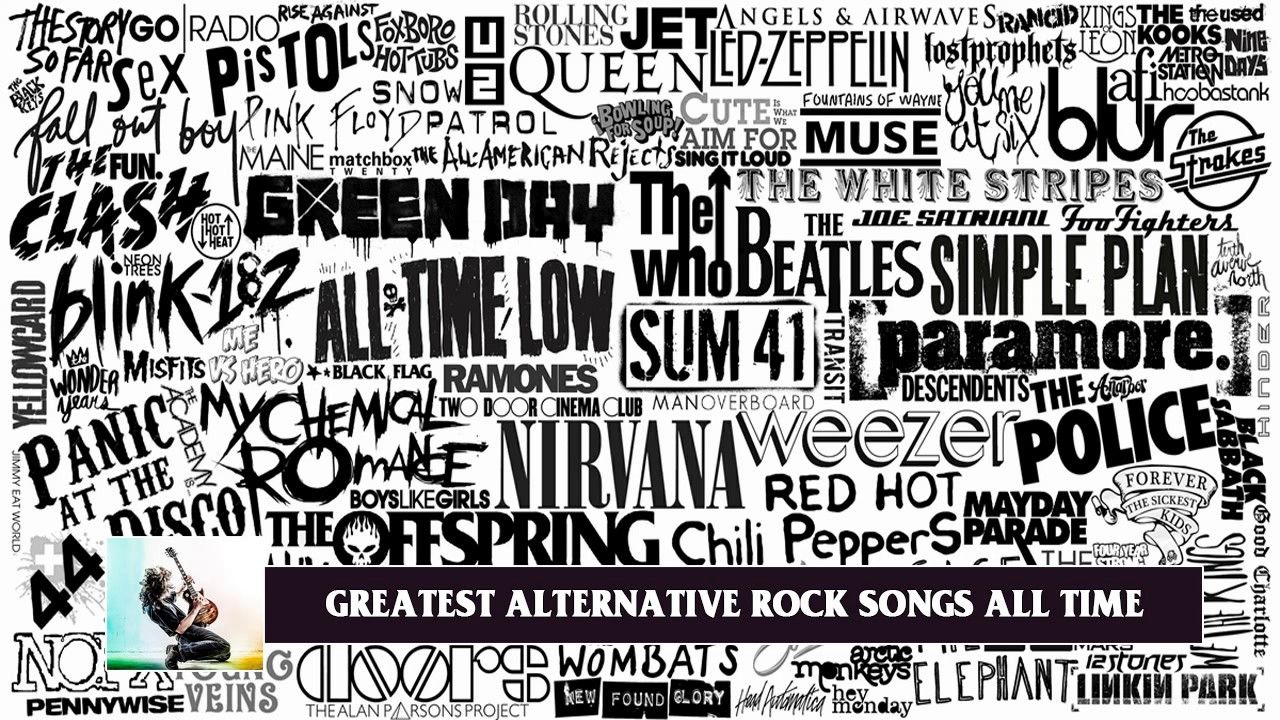 THE STORY SO FAR
GO | RADIO
RISE AGAINST
FOXBORO HOT TUBS
ROLLING STONES
JET
ANGELS & AIRWAVES
RANCID
KINGS OF LEON
THE KOOKS
the used
THE BLACK KEYS
SEX PISTOLS
QUEEN
LED-ZEPPELIN
lostprophets
METRO STATION
NINE DAYS
SNOW PATROL
afi
hoobastank
fall out boy
PINK FLOYD
BOWLING FOR SOUP!
CUTE IS WHAT WE AIM FOR
FOUNTAINS OF WAYNE
you me at six
blur
THE MAINE
matchbox TWENTY
THE ALL-AMERICAN REJECTS
SING IT LOUD
MUSE
The Strokes
FUN.
THE CLASH
HOT HOT HEAT
GREEN DAY
The Who
THE WHITE STRIPES
JOE SATRIANI
Foo Fighters
THE BEATLES
SIMPLE PLAN
tenth avenue north
NEON TREES
blink-182
ALL TIME LOW
YELLOWCARD
SUM 41
TRANSIT
[paramore.]
HINDER
ME VS HERO
MISFITS
WONDER years
BLACK FLAG
RAMONES
DESCENDENTS
THE Ataris
THE POLICE
THE ACADEMY IS...
MY CHEMICAL ROMANCE
TWO DOOR CINEMA CLUB
MAN OVERBOARD
PANIC AT THE DISCO
NIRVANA
weezer
BLACK SABBATH
JIMMY EAT WORLD
BOYS LIKE GIRLS
RED HOT Chili Peppers
MAYDAY PARADE
FOREVER THE SICKEST KIDS
THE OFFSPRING
Good Charlotte
44
FOUR YEAR STRONG
THE
GREATEST ALTERNATIVE ROCK SONGS ALL TIME
DOORS
WOMBATS
arctic monkeys
ELEPHANT
12 stones
PENNYWISE
VEINS
THE ALAN PARSONS PROJECT
NEW FOUND GLORY
Head Automatica
hey monday
LINKIN PARK